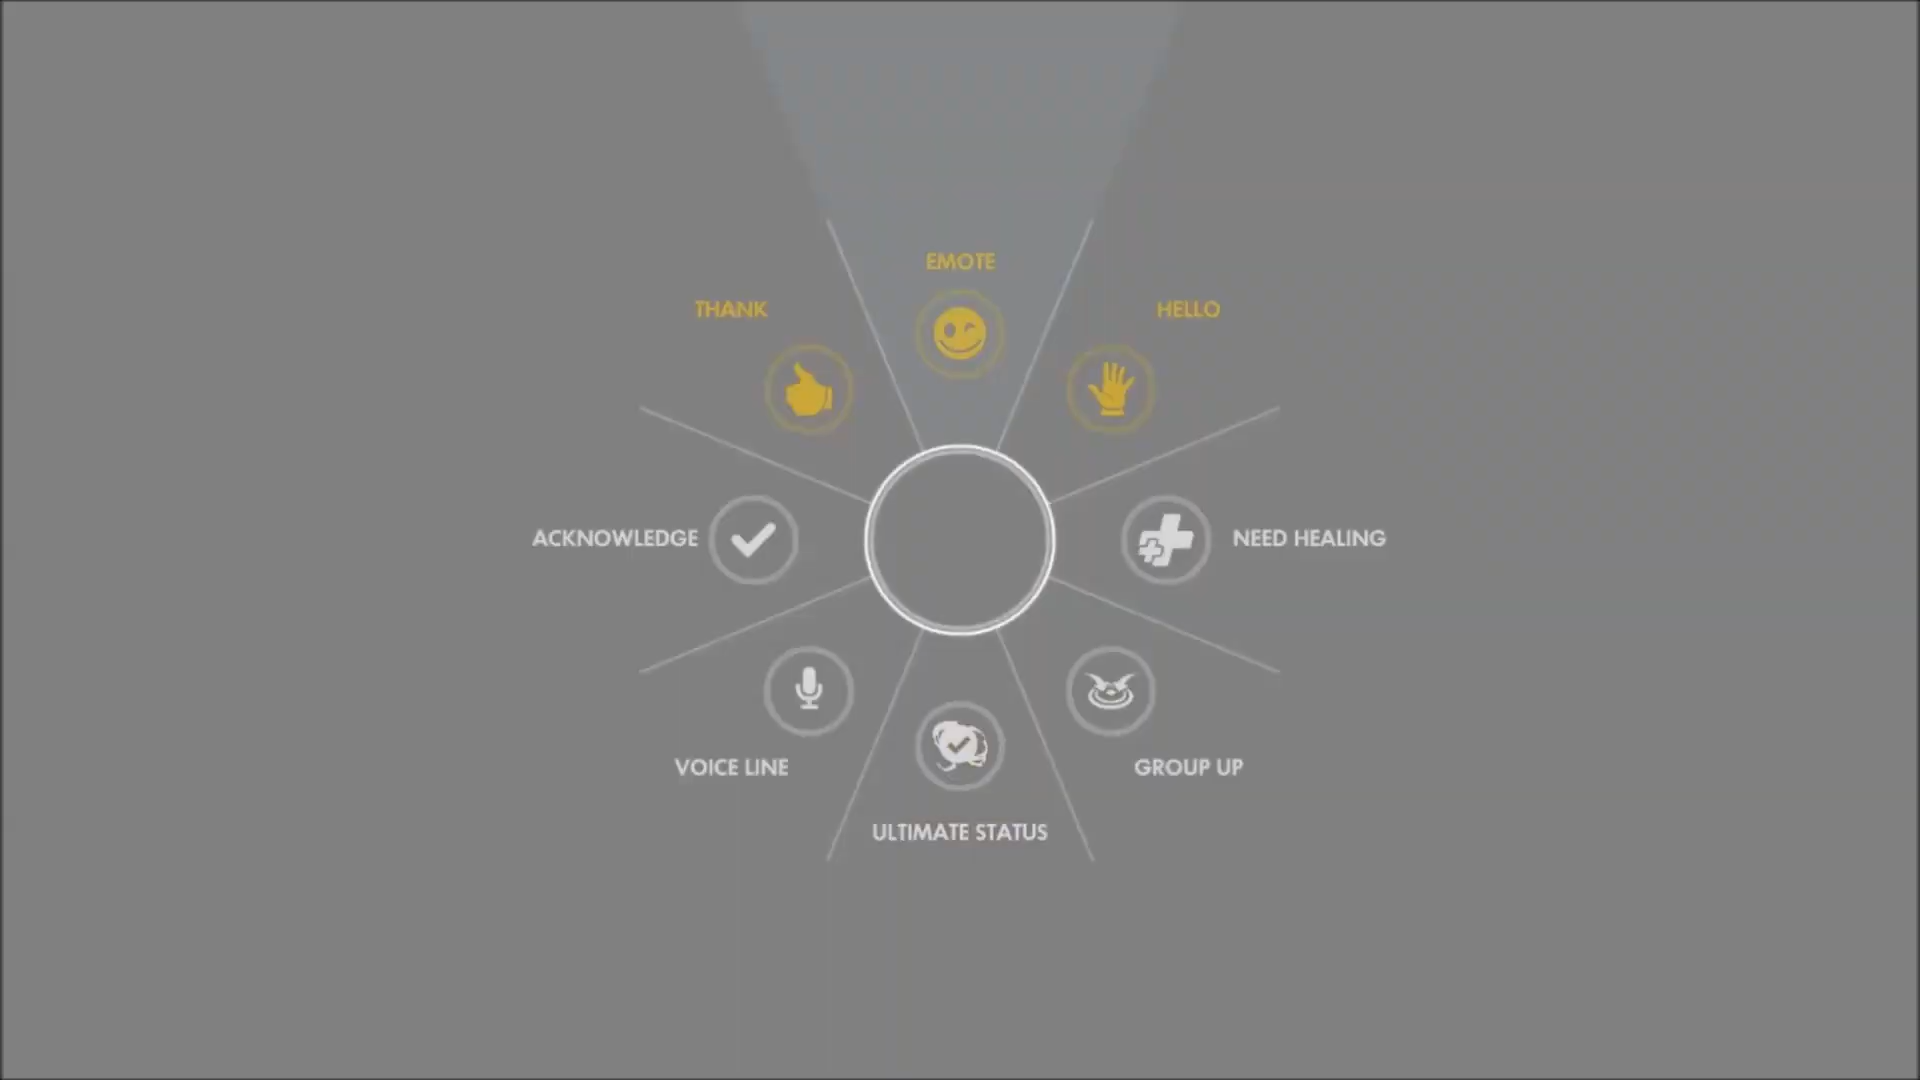 EMOTE
THANK
HELLO
ACKNOWLEDGE
NEED HEALING
VOICE LINE
GROUP UP
ULTIMATE STATUS